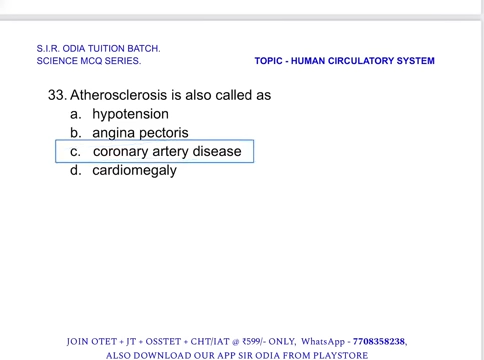 S.I.R. ODIA TUITION BATCH.
SCIENCE MCQ SERIES. TOPIC - HUMAN CIRCULATORY SYSTEM
33. Atherosclerosis is also called as
a. hypotension
b. angina pectoris
c. coronary artery disease
d. cardiomegaly
JOIN OTET + JT + OSSTET + CHT/IAT @ ₹599/- ONLY, WhatsApp - 7708358238,
ALSO DOWNLOAD OUR APP SIR ODIA FROM PLAYSTORE